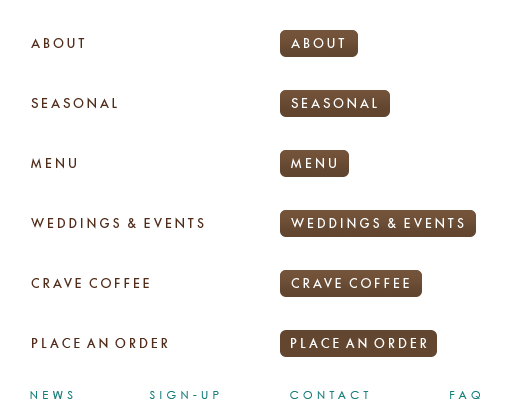 ABOUT ABOUT
SEASONAL SEASONAL
MENU MENU
WEDDINGS & EVENTS WEDDINGS & EVENTS
CRAVE COFFEE CRAVE COFFEE
PLACE AN ORDER PLACE AN ORDER
NEWS SIGN-UP CONTACT FAQ